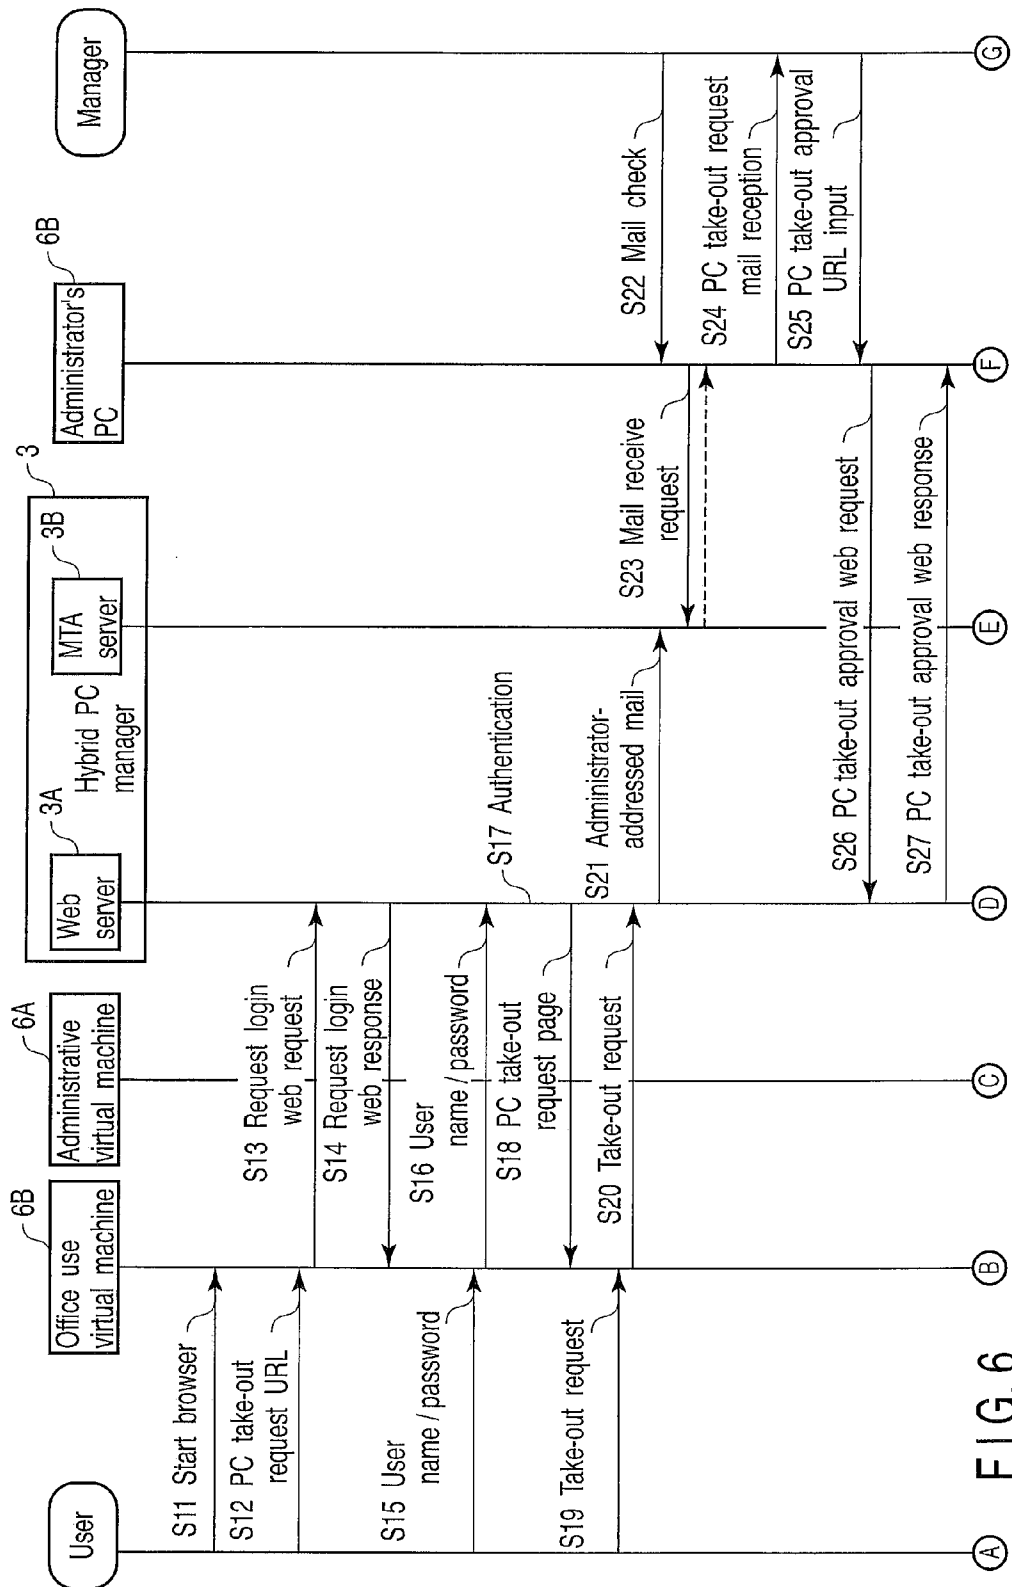 User
6B
Office use
virtual machine
6A
Administrative
virtual machine
3
3A
Web
server
Hybrid PC
manager
3B
MTA
server
6B
Administrator's
PC
Manager
S11 Start browser
S12 PC take-out
request URL
S13 Request login
web request
S14 Request login
web response
S15 User
name / password
S16 User
name / password
S17 Authentication
S18 PC take-out
request page
S19 Take-out request
S20 Take-out request
S21 Administrator-
addressed mail
S22 Mail check
S23 Mail receive
request
S24 PC take-out request
mail reception
S25 PC take-out approval
URL input
S26 PC take-out approval web request
S27 PC take-out approval web response
A
B
C
D
E
F
G
FIG. 6